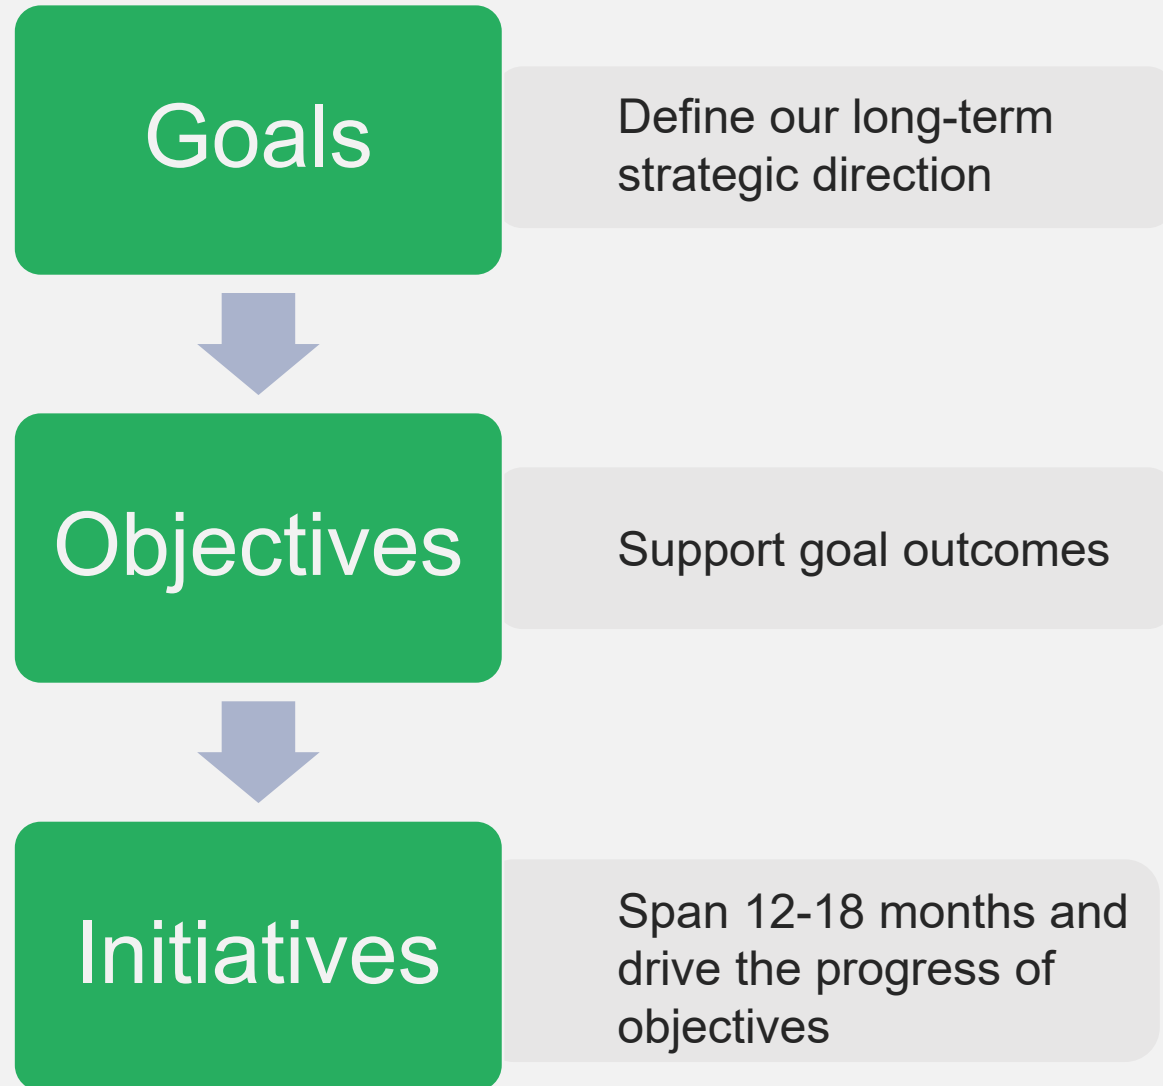 Goals
Define our long-term
strategic direction
Objectives
Support goal outcomes
Initiatives
Span 12-18 months and
drive the progress of
objectives